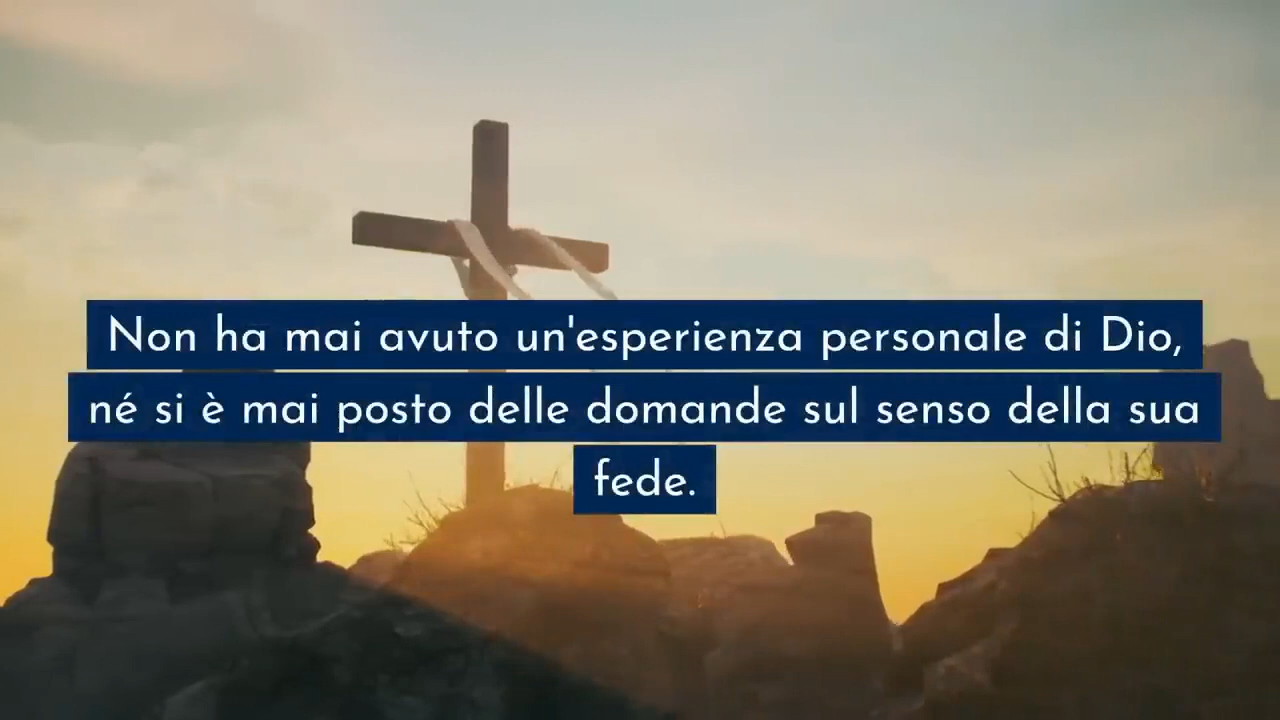 Non ha mai avuto un'esperienza personale di Dio,
né si è mai posto delle domande sul senso della sua
fede.